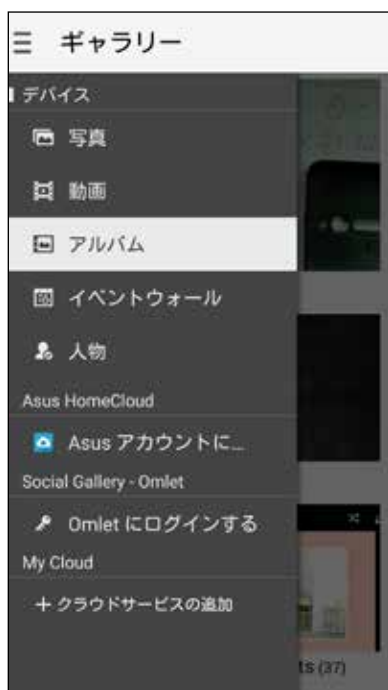 ギャラリー
デバイス
写真
動画
アルバム
イベントウォール
人物
Asus HomeCloud
Asus アカウントに...
Social Gallery - Omlet
Omlet にログインする
My Cloud
+ クラウドサービスの追加
(37)